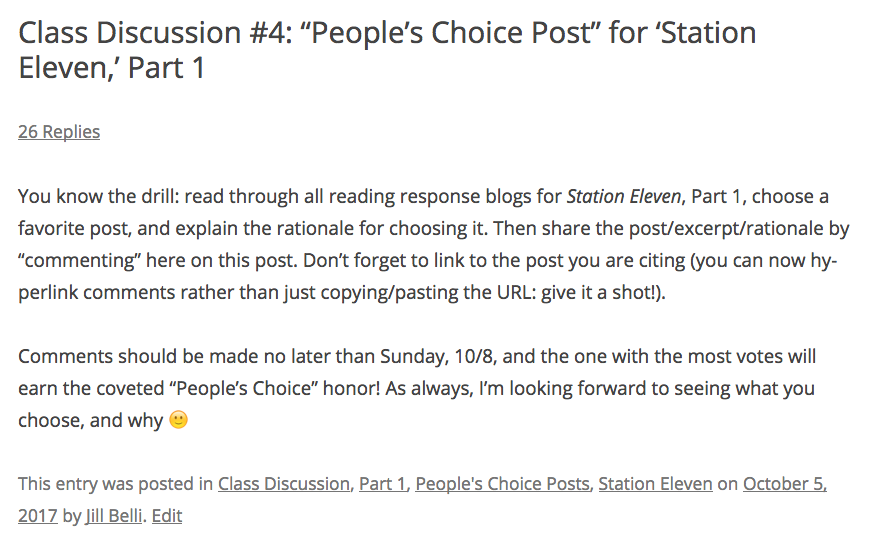 Class Discussion #4: “People’s Choice Post” for ‘Station
Eleven,’ Part 1
26 Replies
You know the drill: read through all reading response blogs for Station Eleven, Part 1, choose a
favorite post, and explain the rationale for choosing it. Then share the post/excerpt/rationale by
“commenting” here on this post. Don’t forget to link to the post you are citing (you can now hy-
perlink comments rather than just copying/pasting the URL: give it a shot!).
Comments should be made no later than Sunday, 10/8, and the one with the most votes will
earn the coveted “People’s Choice” honor! As always, I’m looking forward to seeing what you
choose, and why 🙂
This entry was posted in Class Discussion, Part 1, People's Choice Posts, Station Eleven on October 5,
2017 by Jill Belli. Edit